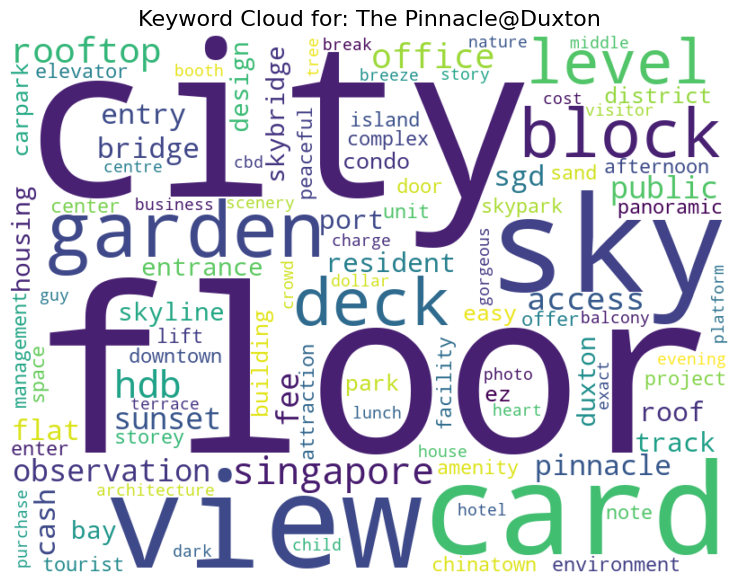 Keyword Cloud for: The Pinnacle@Duxton
rooftop
elevator
booth
design
tree
break
office
nature
middle
level
breeze
story
cost
district
visitor
carpark
city
entry
bridge
centre
cbd
skybridge
peaceful
island
complex
condo
block
afternoon
sgd
sand
public
door
center
business
scenery
port
unit
skypark
panoramic
housing
garden
charge
gorgeous
sky
entrance
crowd
resident
dollar
deck
access
easy
offer
balcony
platform
guy
skyline
lift
downtown
building
management
space
floor
hdb
fee
attraction
park
photo
ez
heart
lunch
facility
duxton
exact
evening
project
roof
sunset
terrace
flat
storey
track
enter
house
observation
singapore
amenity
pinnacle
architecture
view
card
purchase
cash
bay
hotel
note
dark
child
tourist
chinatown
environment